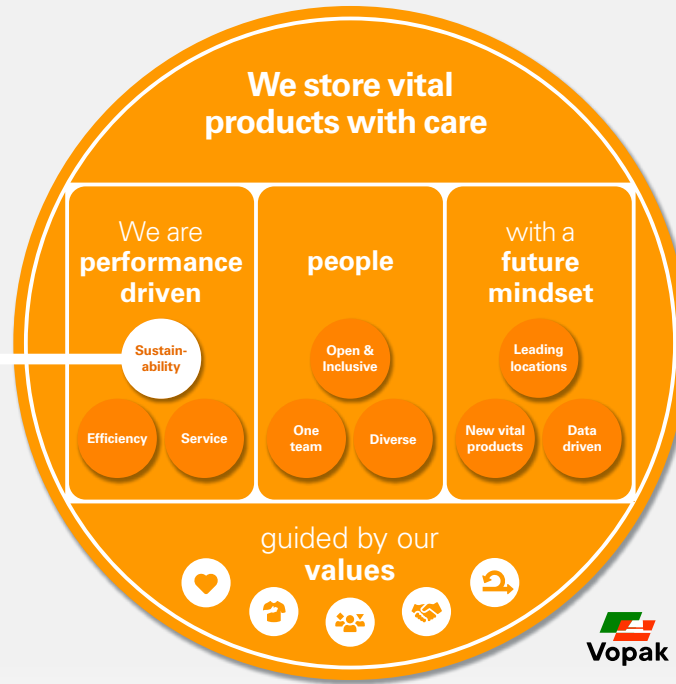 We store vital
products with care
We are
performance
driven
people
with a
future
mindset
Sustain-
ability
Efficiency
Service
Open &
Inclusive
One
team
Diverse
Leading
locations
New vital
products
Data
driven
guided by our
values
Vopak